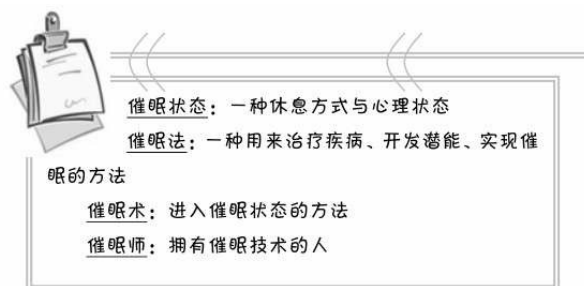 催眠状态：一种休息方式与心理状态
催眠法：一种用来治疗疾病、开发潜能、实现催
眠的方法
催眠术：进入催眠状态的方法
催眠师：拥有催眠技术的人